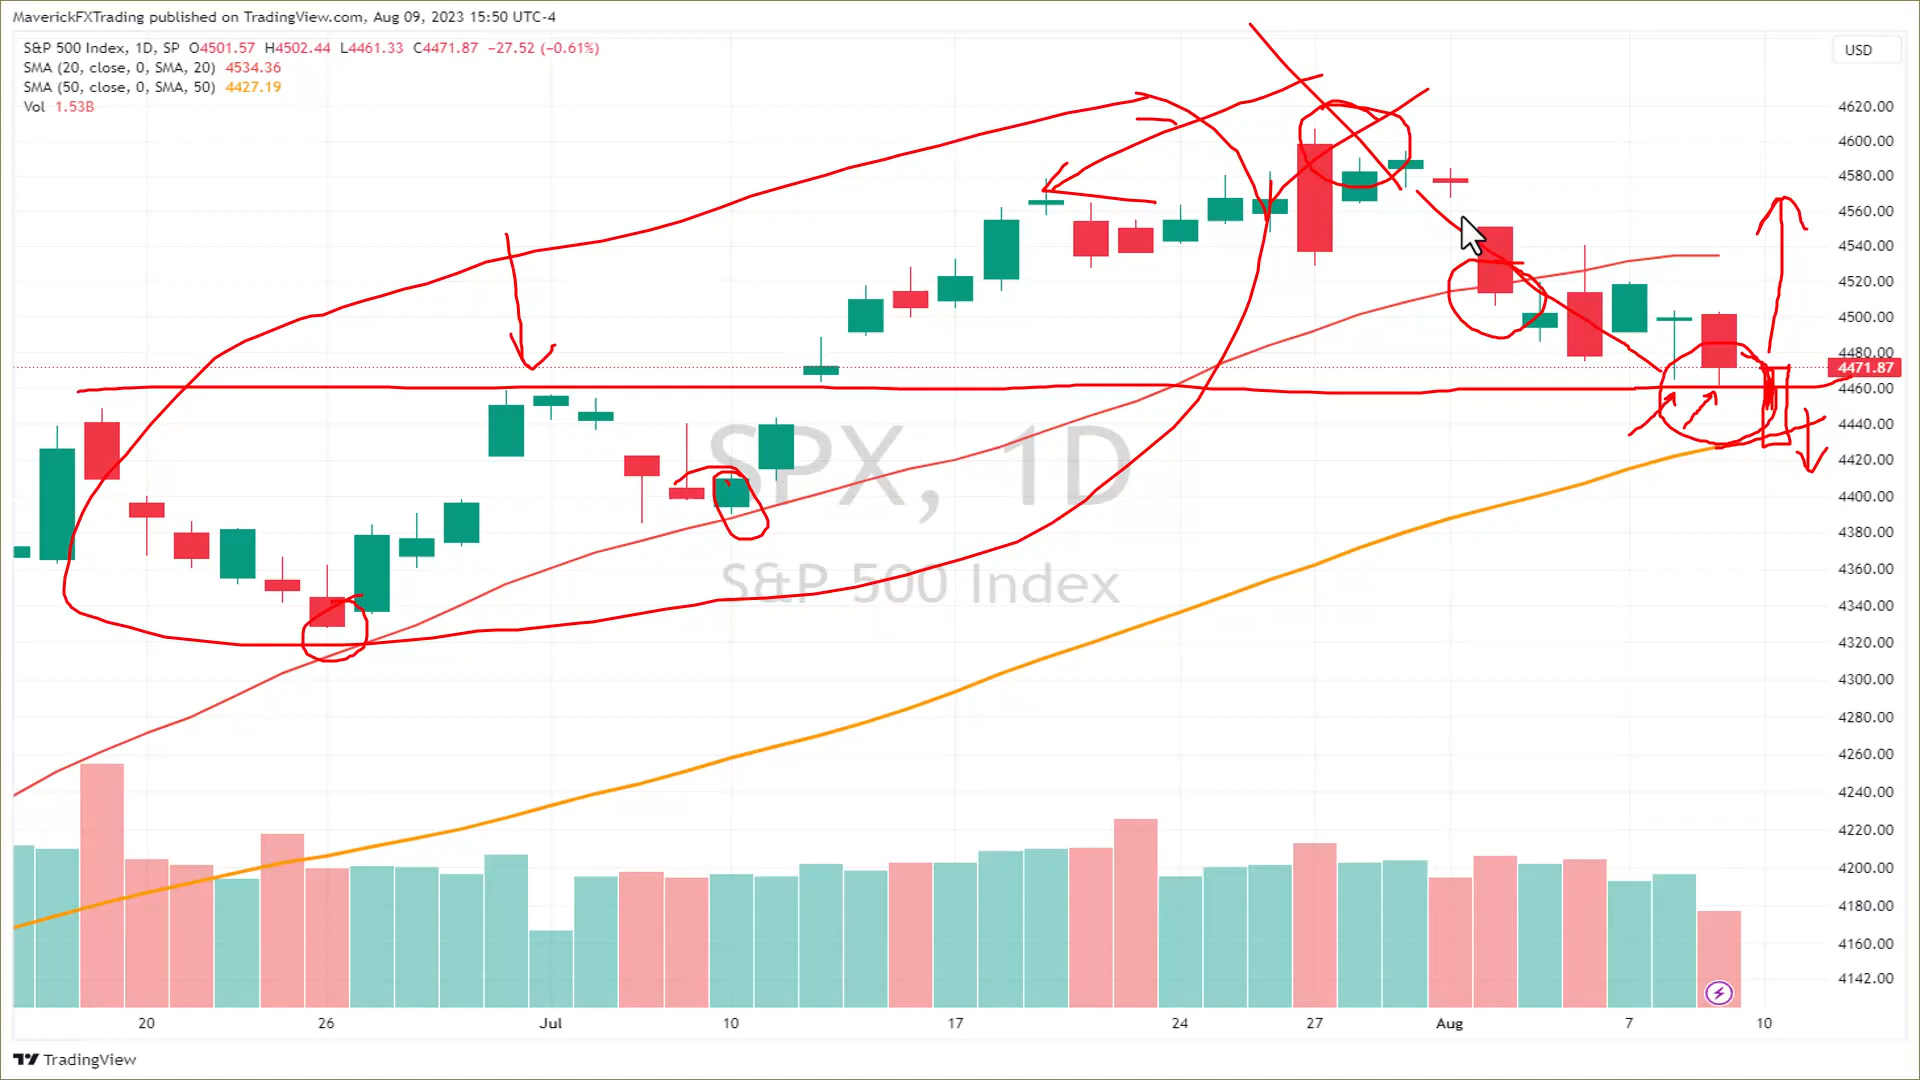 MaverickFXTrading published on TradingView.com, Aug 09, 2023 15:50 UTC-4
S&P 500 Index, 1D, SP O4501.57 H4502.44 L4461.33 C4471.87 −27.52 (−0.61%)
SMA (20, close, 0, SMA, 20) 4534.36
SMA (50, close, 0, SMA, 50) 4427.19
Vol 1.53B
USD
4620.00
4600.00
4580.00
4560.00
4540.00
4520.00
4500.00
4480.00
4471.87
4460.00
4440.00
4420.00
4400.00
4380.00
4360.00
4340.00
4320.00
4300.00
4280.00
4260.00
4240.00
4220.00
4200.00
4180.00
4160.00
4142.00
SPX, 1D
S&P 500 Index
20 26 Jul 10 17 24 27 Aug 7 10
TradingView